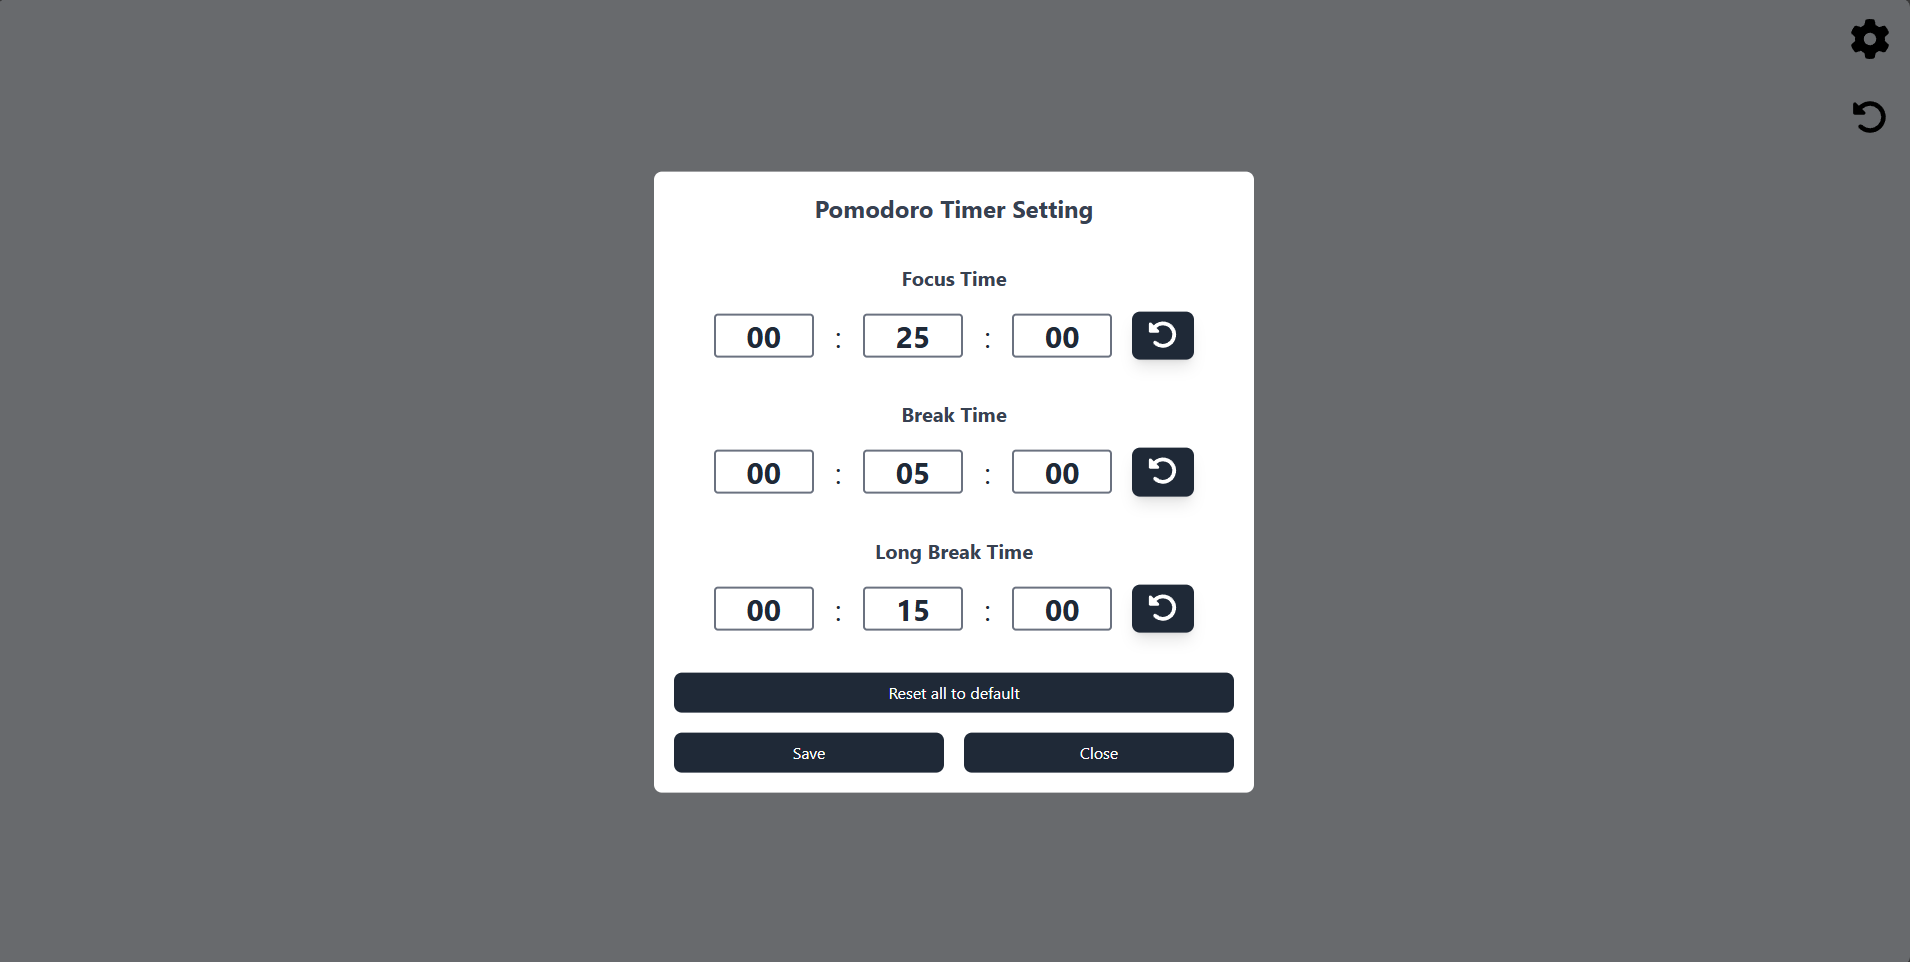 Pomodoro Timer Setting
Focus Time
00 : 25 : 00
Break Time
00 : 05 : 00
Long Break Time
00 : 15 : 00
Reset all to default
Save Close